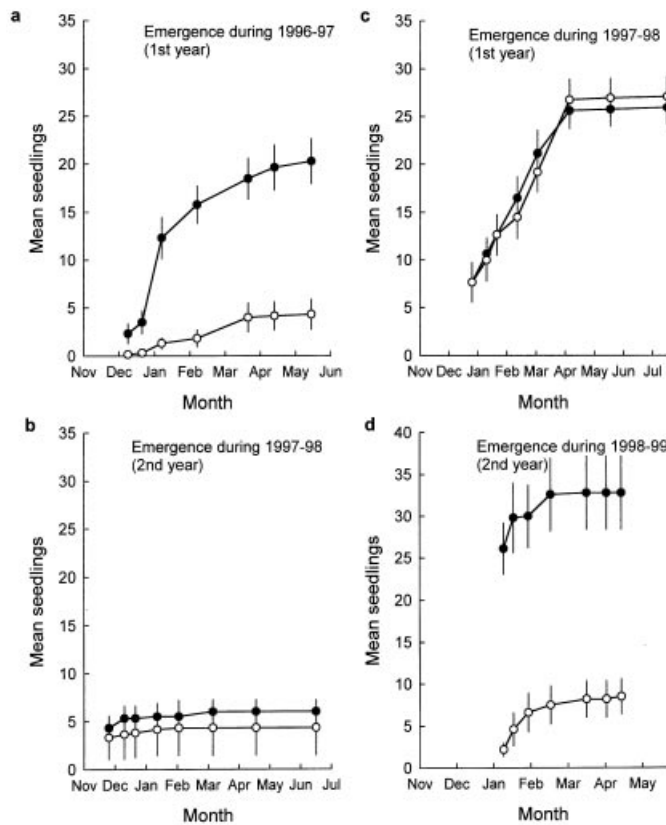 a
Emergence during 1996-97
(1st year)
35
30
25
20
15
10
5
0
Mean seedlings
Nov Dec Jan Feb Mar Apr May Jun
Month
c
Emergence during 1997-98
(1st year)
35
30
25
20
15
10
5
0
Mean seedlings
Nov Dec Jan Feb Mar Apr May Jun Jul
Month
b
Emergence during 1997-98
(2nd year)
35
30
25
20
15
10
5
0
Mean seedlings
Nov Dec Jan Feb Mar Apr May Jun Jul
Month
d
Emergence during 1998-99
(2nd year)
40
35
30
25
20
15
10
5
0
Mean seedlings
Nov Dec Jan Feb Mar Apr May
Month